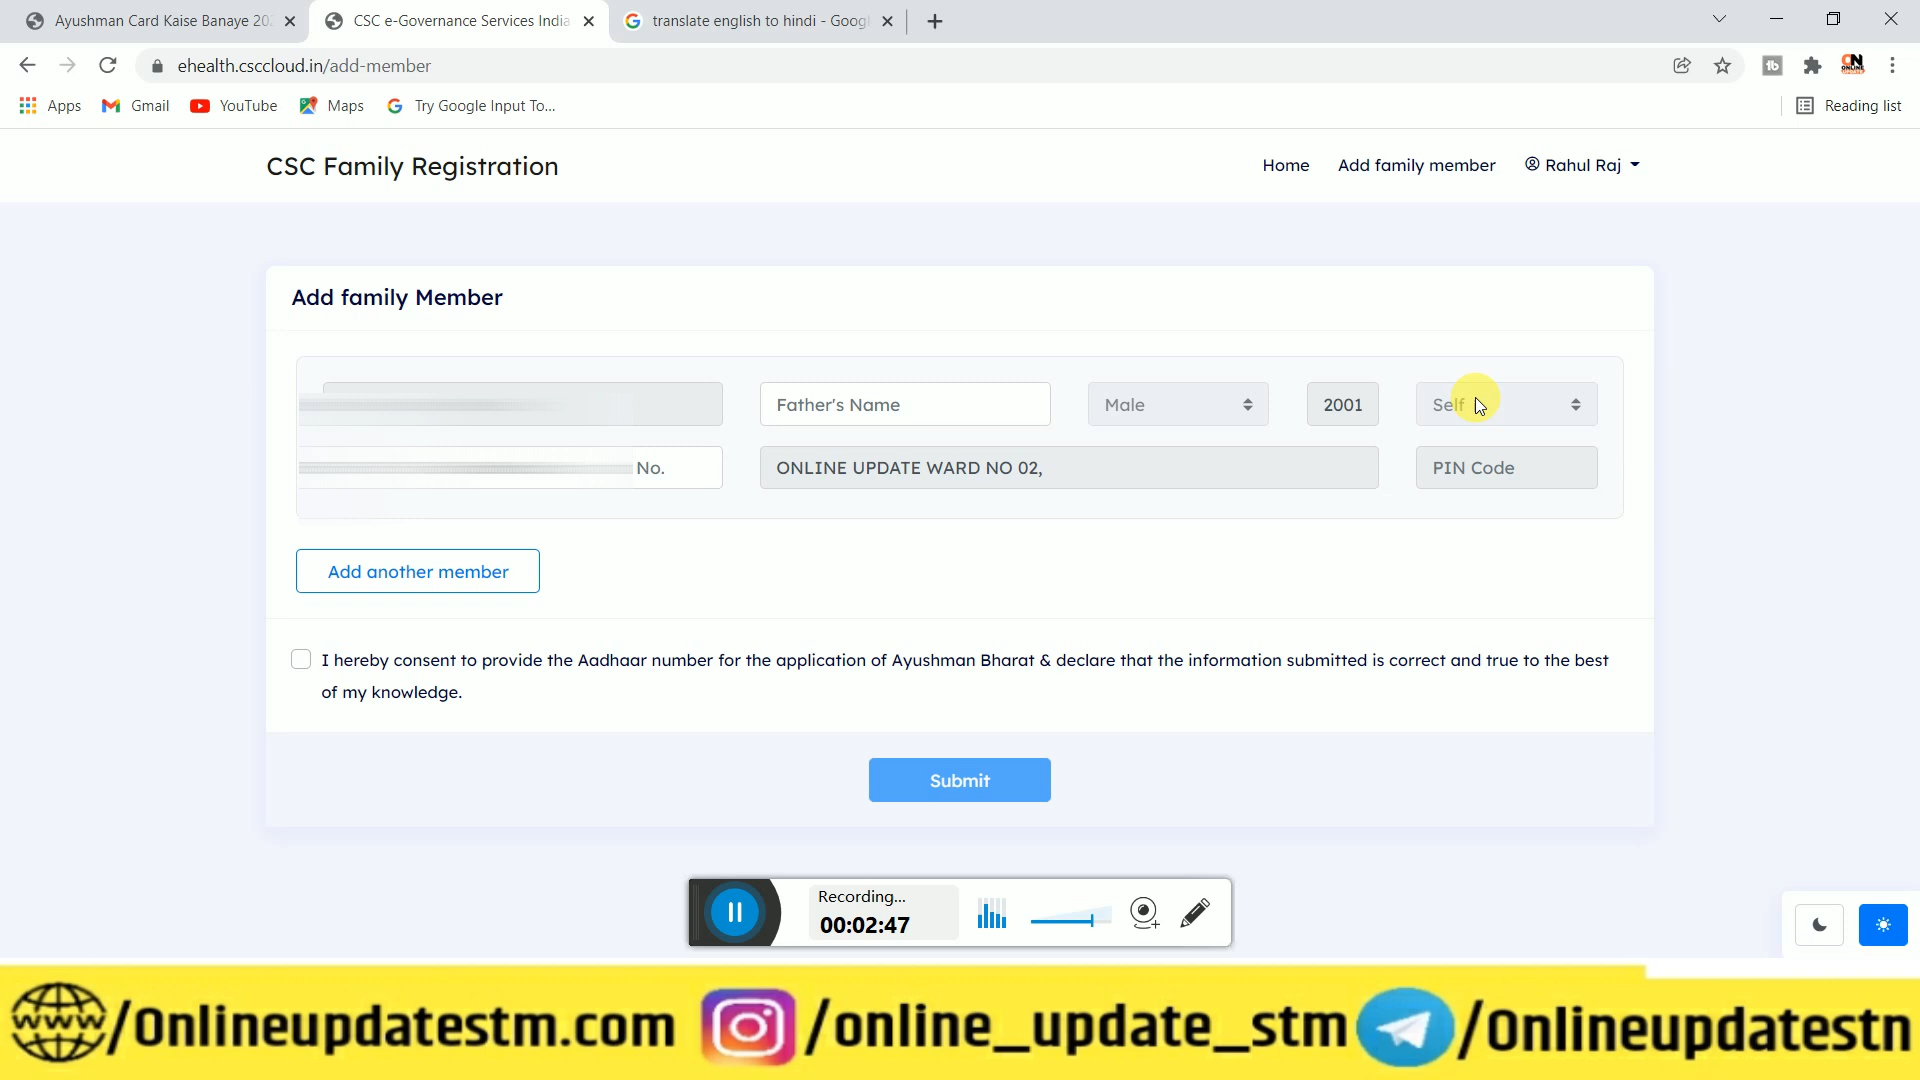 Ayushman Card Kaise Banaye 202
CSC e-Governance Services India
translate english to hindi - Googl
ehealth.csccloud.in/add-member
Apps
Gmail
YouTube
Maps
Try Google Input To...
Reading list
CSC Family Registration
Home
Add family member
Rahul Raj
Add family Member
Father's Name
Male
2001
Self
No.
ONLINE UPDATE WARD NO 02,
PIN Code
Add another member
I hereby consent to provide the Aadhaar number for the application of Ayushman Bharat & declare that the information submitted is correct and true to the best
of my knowledge.
Submit
Recording...
00:02:47
/Onlineupdatestm.com
/online_update_stm
/Onlineupdatestn